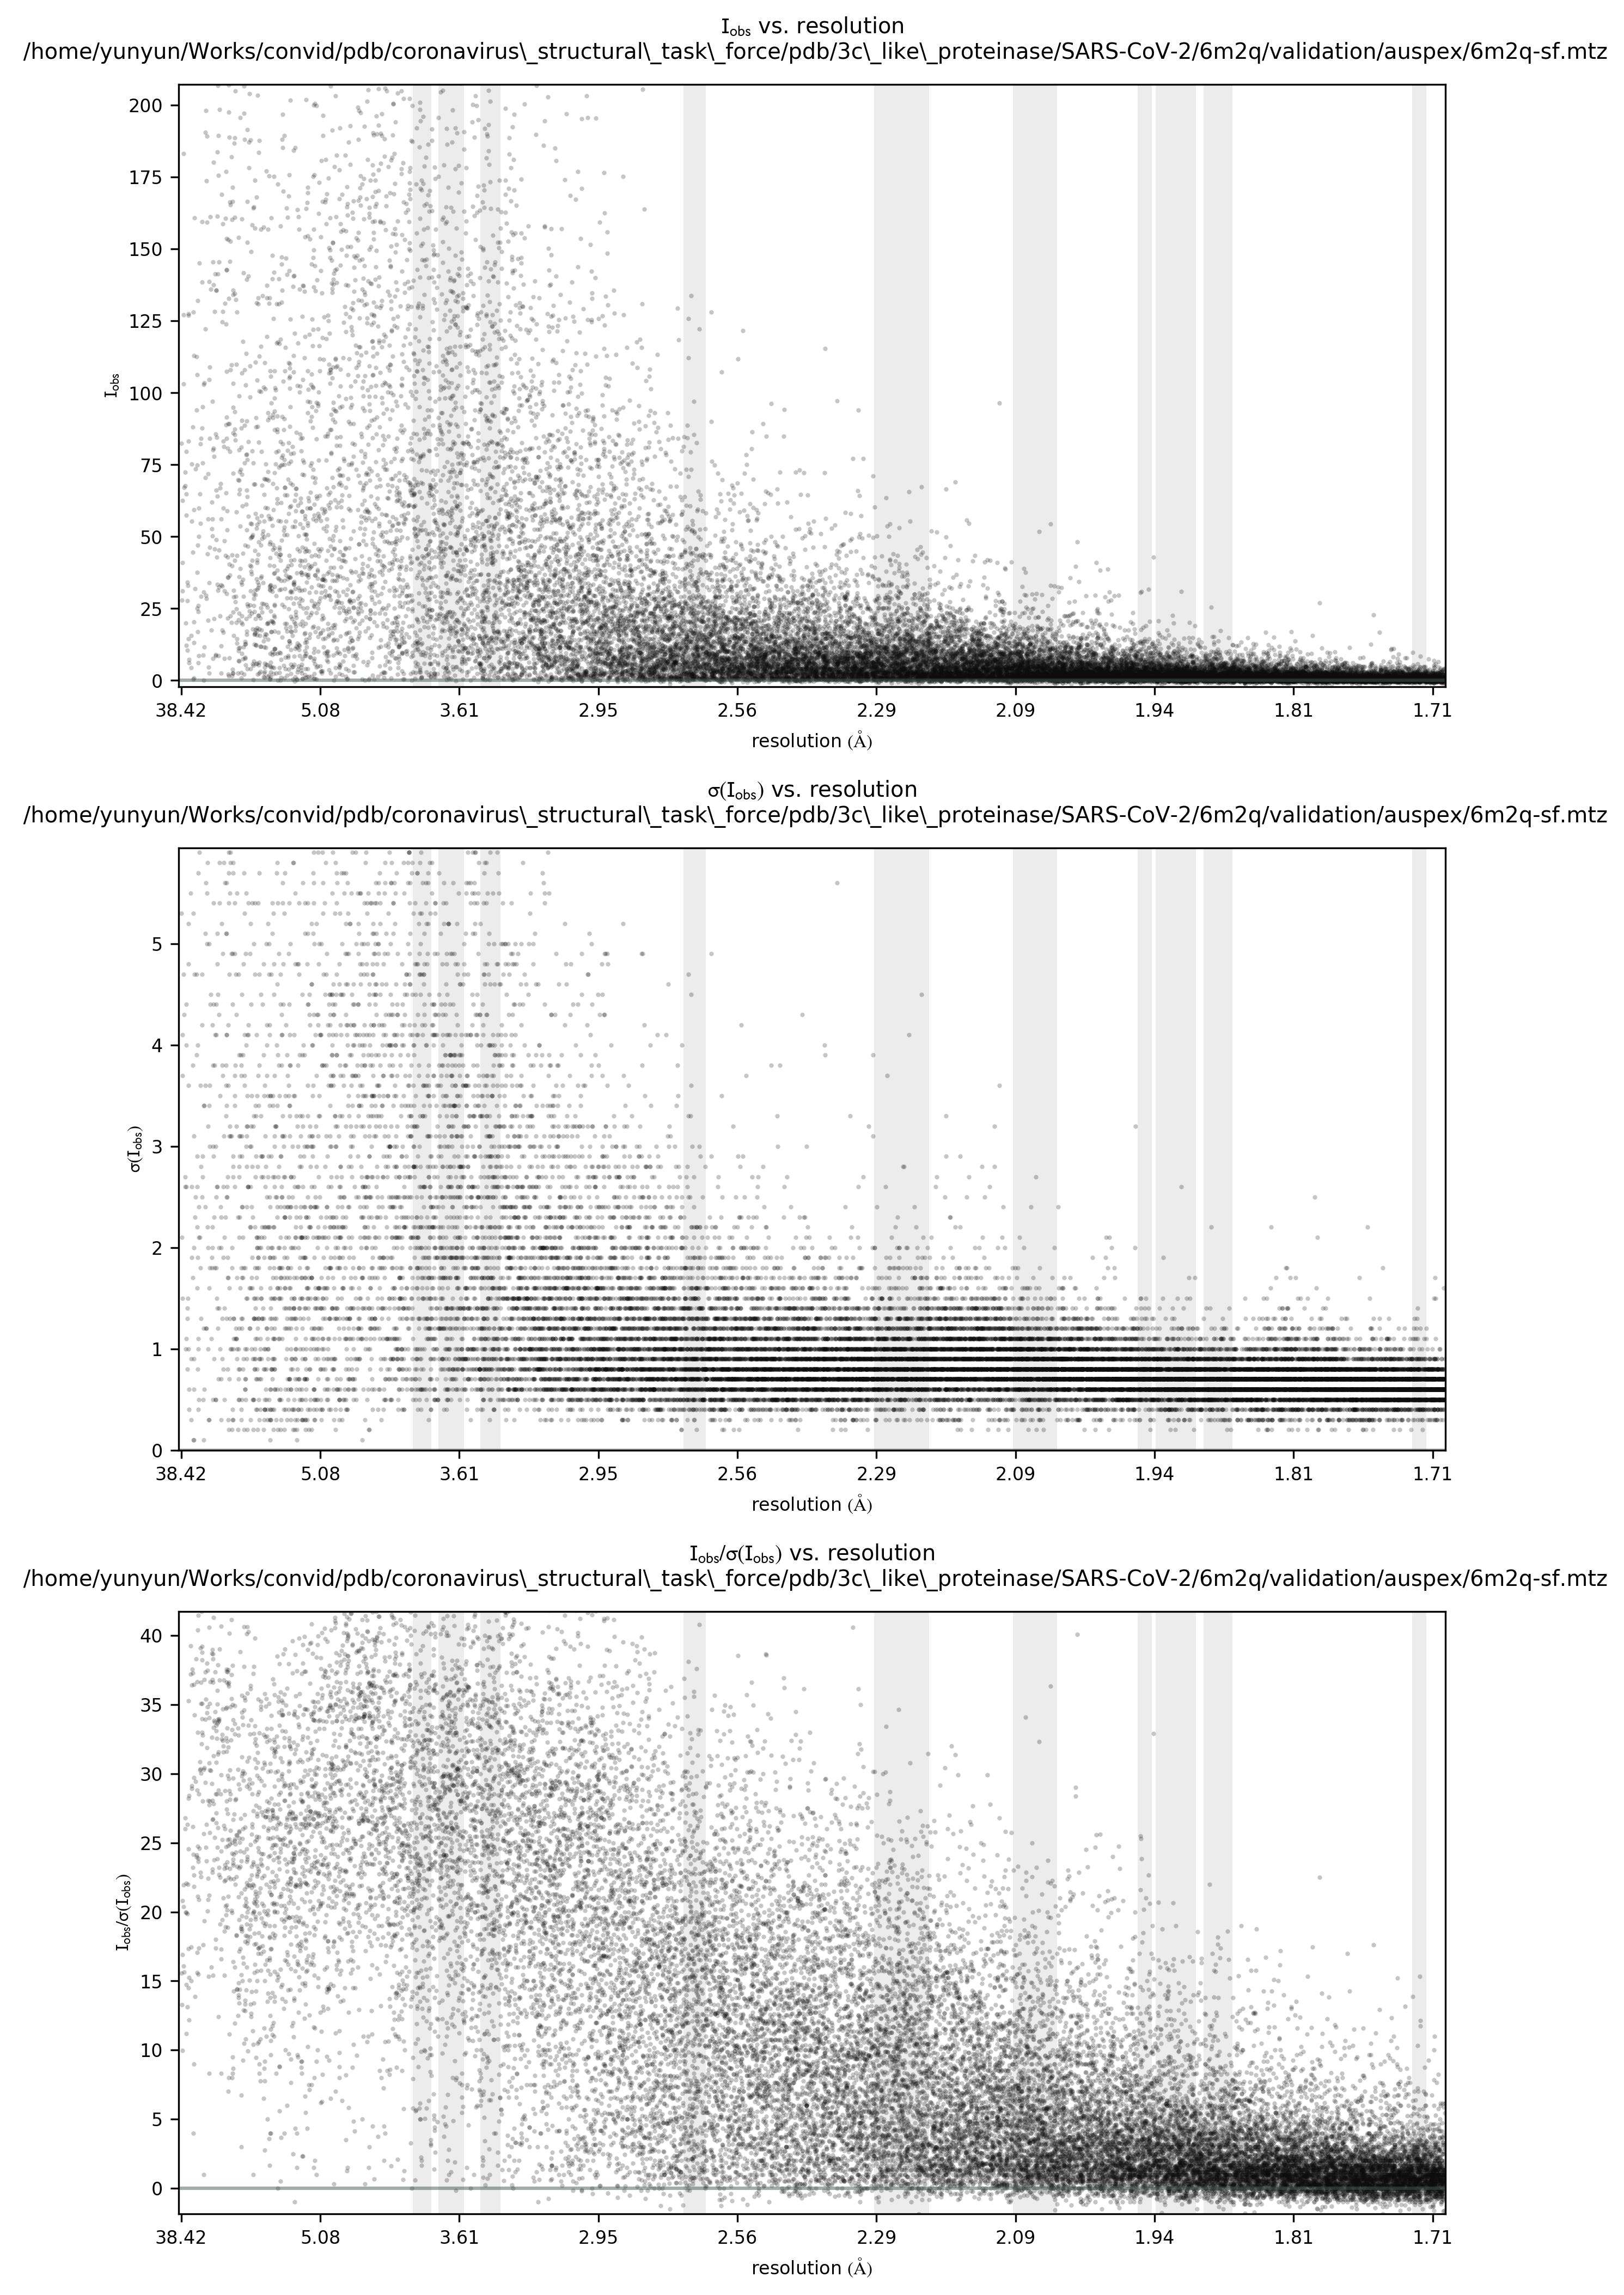 Iobs vs. resolution
/home/yunyun/Works/convid/pdb/coronavirus\_structural\_task\_force/pdb/3c\_like\_proteinase/SARS-CoV-2/6m2q/validation/auspex/6m2q-sf.mtz
200
175
150
125
100
75
50
25
0
Iobs
38.42 5.08 3.61 2.95 2.56 2.29 2.09 1.94 1.81 1.71
resolution (Å)
σ(Iobs) vs. resolution
/home/yunyun/Works/convid/pdb/coronavirus\_structural\_task\_force/pdb/3c\_like\_proteinase/SARS-CoV-2/6m2q/validation/auspex/6m2q-sf.mtz
5
4
3
2
1
0
σ(Iobs)
38.42 5.08 3.61 2.95 2.56 2.29 2.09 1.94 1.81 1.71
resolution (Å)
Iobs/σ(Iobs) vs. resolution
/home/yunyun/Works/convid/pdb/coronavirus\_structural\_task\_force/pdb/3c\_like\_proteinase/SARS-CoV-2/6m2q/validation/auspex/6m2q-sf.mtz
40
35
30
25
20
15
10
5
0
Iobs/σ(Iobs)
38.42 5.08 3.61 2.95 2.56 2.29 2.09 1.94 1.81 1.71
resolution (Å)